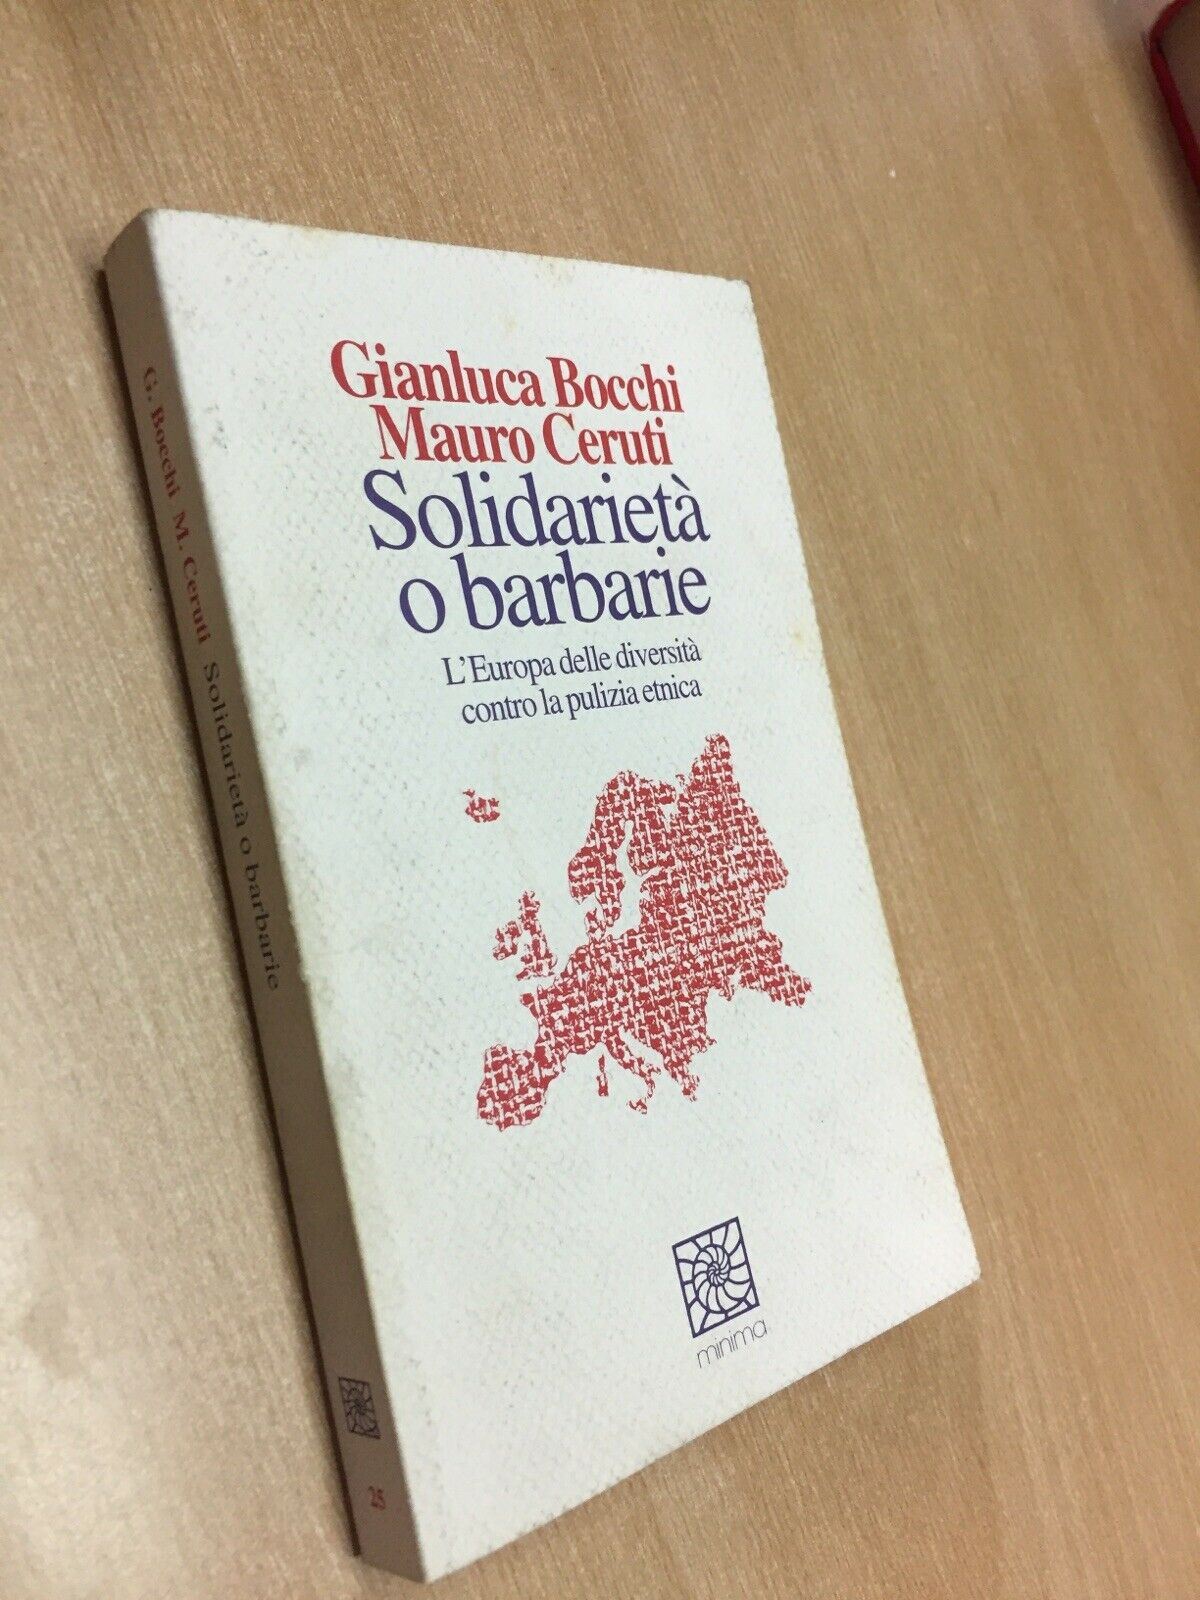 Gianluca Bocchi
Mauro Ceruti
Solidarietà
o barbarie
L'Europa delle diversità
contro la pulizia etnica
minima
G. Bocchi M. Ceruti Solidarietà o barbarie
25